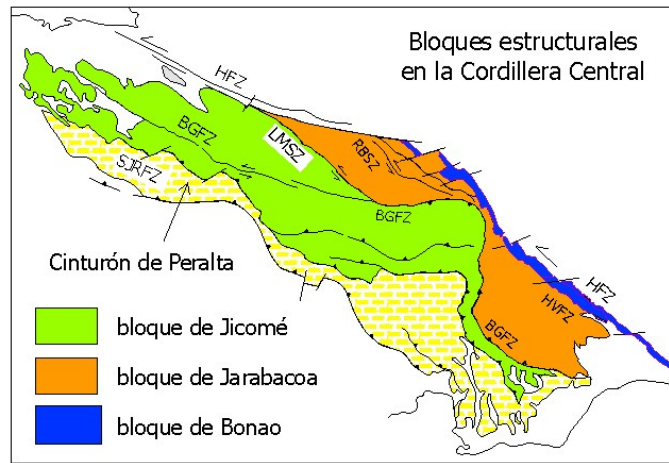 Bloques estructurales
en la Cordillera Central
HFZ
BGFZ
LMSZ
RBSZ
SJRFZ
BGFZ
Cinturón de Peralta
HFZ
HVFZ
BGFZ
bloque de Jicomé
bloque de Jarabacoa
bloque de Bonao